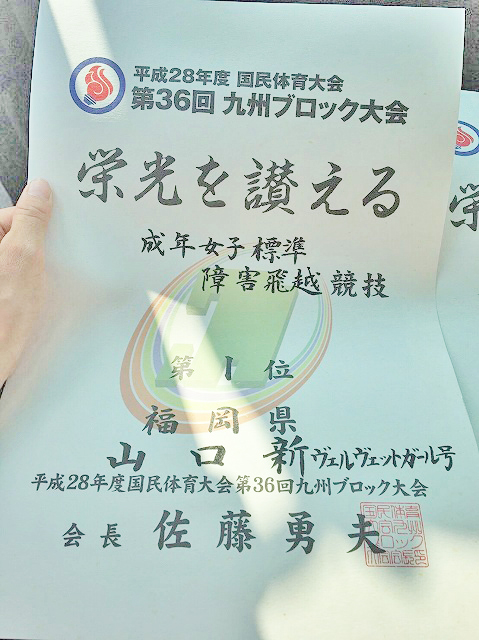 平成28年度 国民体育大会
第36回 九州ブロック大会
栄光を讃える
成年女子標準
障害飛越競技
第1位
福岡県
山口 新 ヴェルヴェットガール号
平成28年度国民体育大会第36回九州ブロック大会
会長 佐藤勇夫
栄